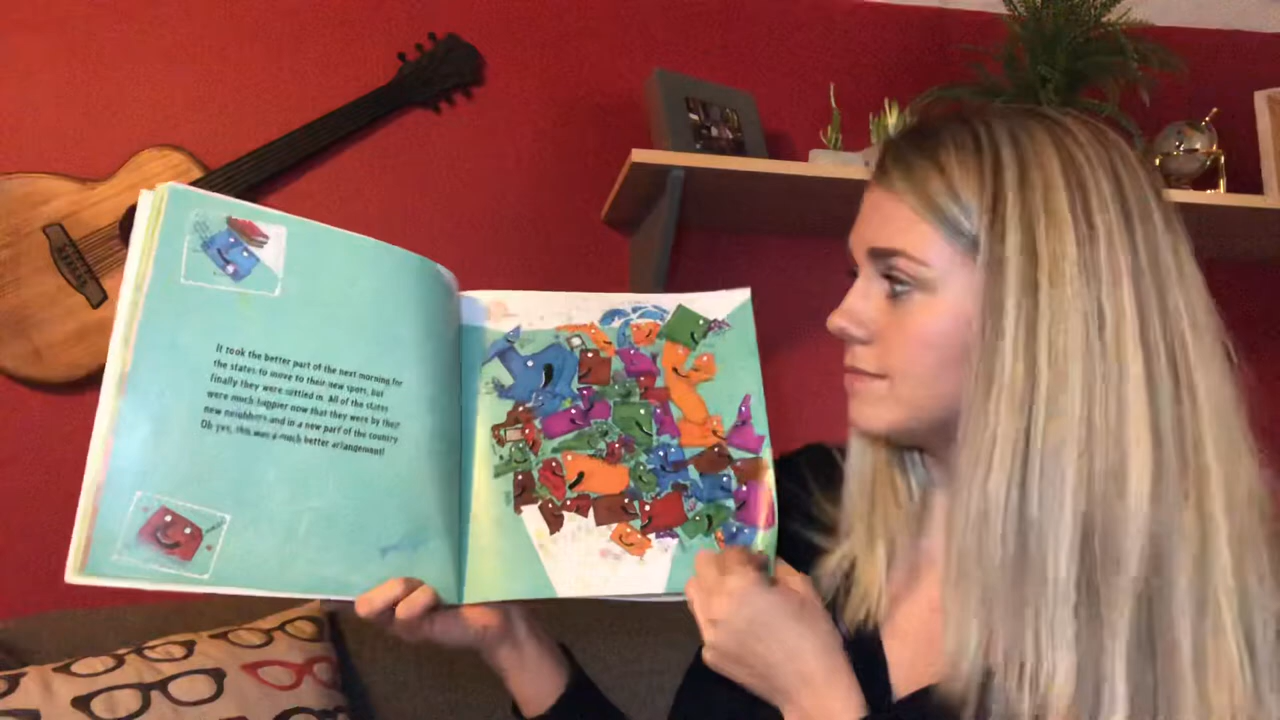 It took the better part of the next morning for
the states to move to their new spots, but
finally they were settled in. All of the states
were much happier now that they were by their
new neighbors and in a new part of the country.
Oh yes, this was a much better arrangement!